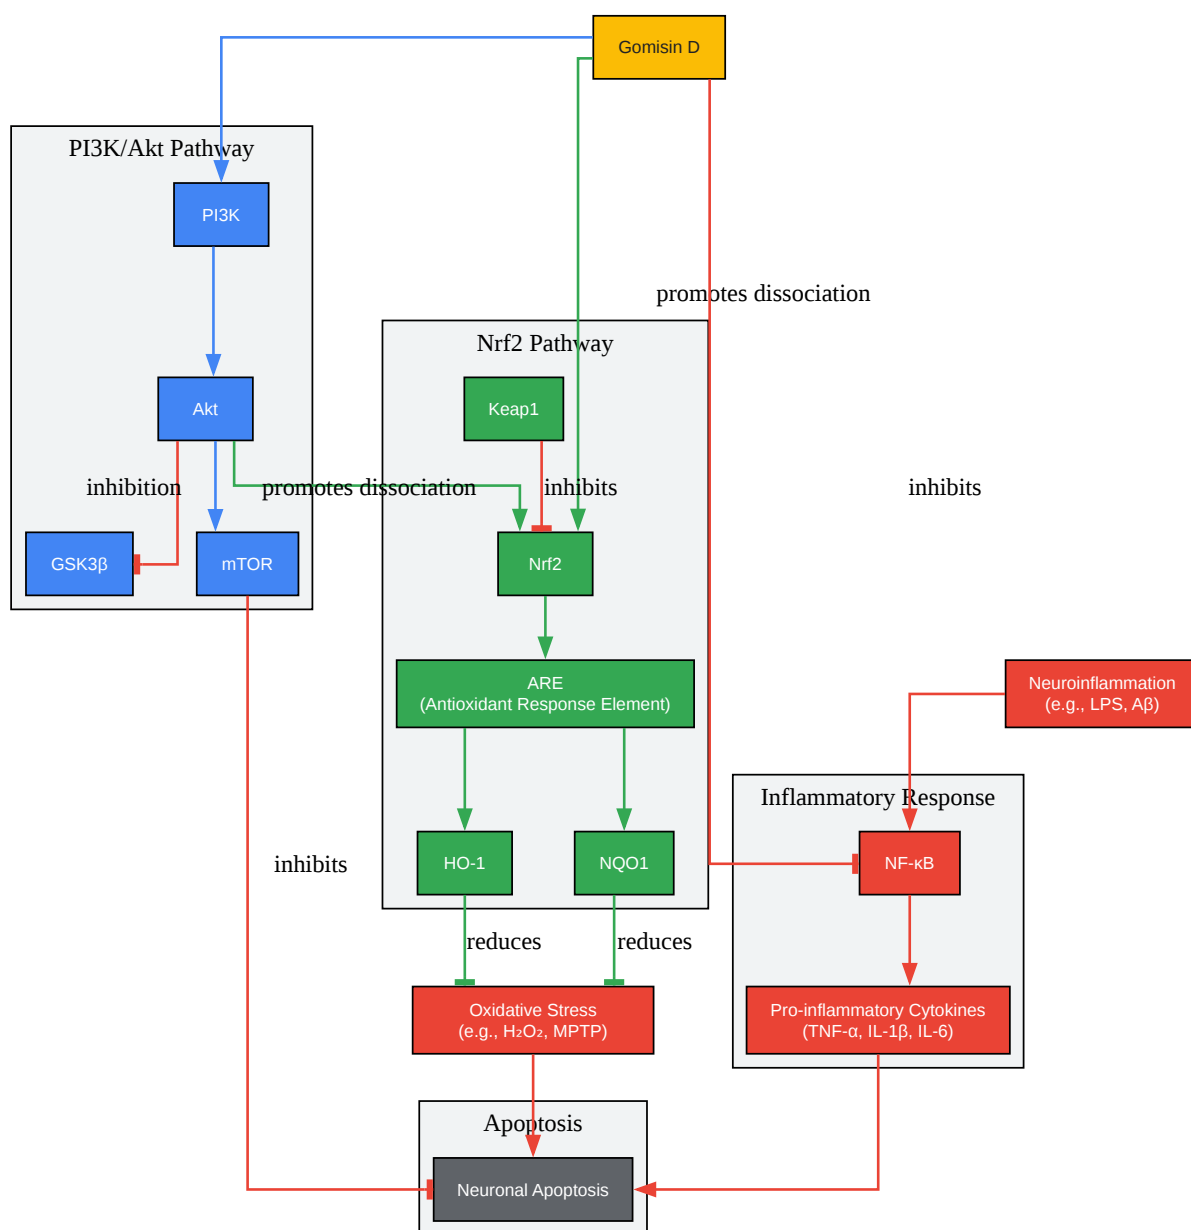 Gomisin D
PI3K/Akt Pathway
PI3K
promotes dissociation
Nrf2 Pathway
Akt
Keap1
inhibition
promotes dissociation
inhibits
inhibits
GSK3β
mTOR
Nrf2
ARE
(Antioxidant Response Element)
Neuroinflammation
(e.g., LPS, Aβ)
Inflammatory Response
inhibits
HO-1
NQO1
NF-κB
reduces
reduces
Oxidative Stress
(e.g., H₂O₂, MPTP)
Pro-inflammatory Cytokines
(TNF-α, IL-1β, IL-6)
Apoptosis
Neuronal Apoptosis